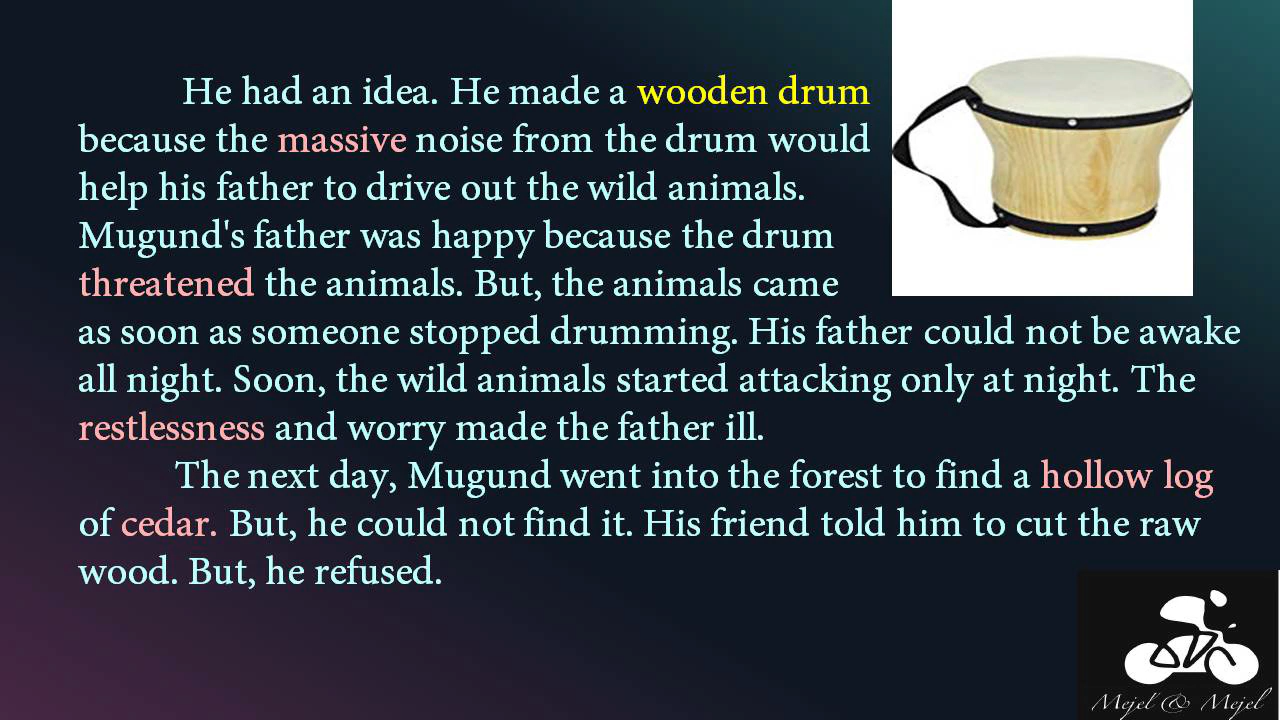 He had an idea. He made a wooden drum
because the massive noise from the drum would
help his father to drive out the wild animals.
Mugund's father was happy because the drum
threatened the animals. But, the animals came
as soon as someone stopped drumming. His father could not be awake
all night. Soon, the wild animals started attacking only at night. The
restlessness and worry made the father ill.
The next day, Mugund went into the forest to find a hollow log
of cedar. But, he could not find it. His friend told him to cut the raw
wood. But, he refused.
Mejel & Mejel